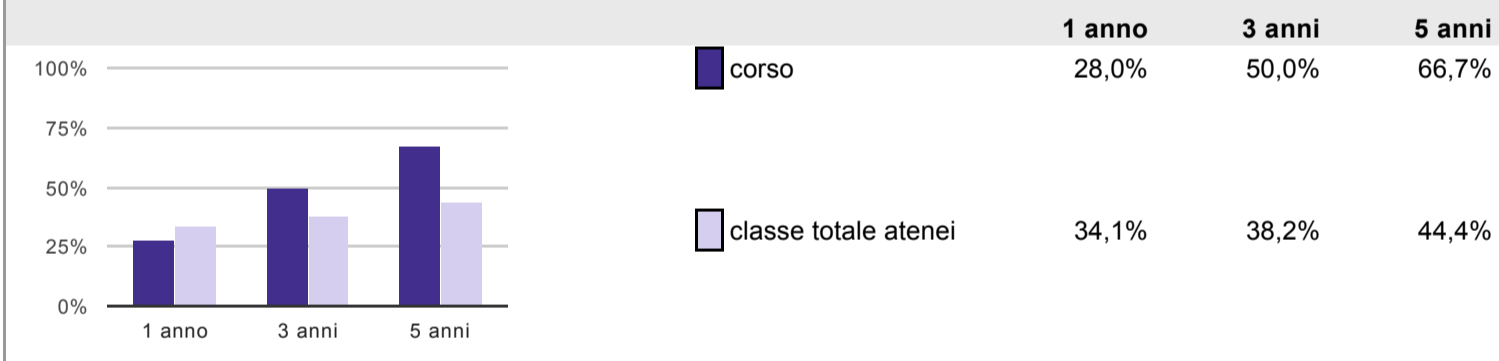 1 anno 3 anni 5 anni
100%
75%
50%
25%
0%
1 anno 3 anni 5 anni
corso 28,0% 50,0% 66,7%
classe totale atenei 34,1% 38,2% 44,4%